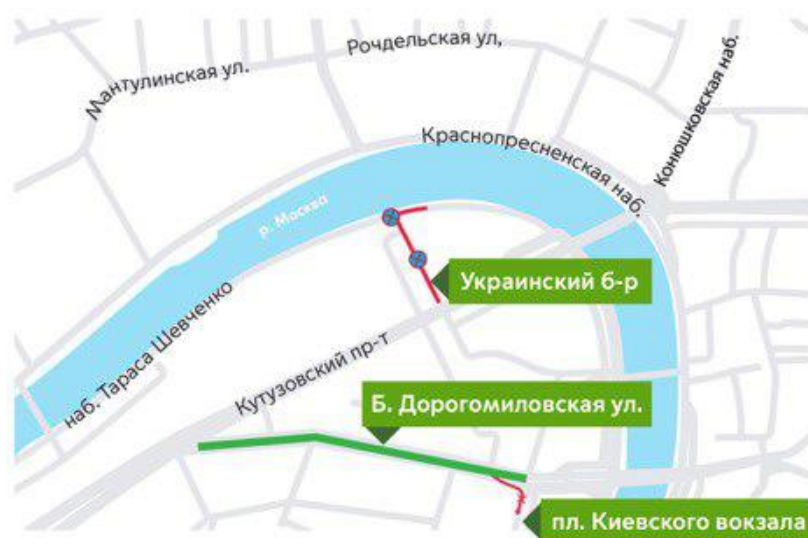 Рочдельская ул,
Мантулинская ул.
Конюшковская наб.
Краснопресненская наб.
р. Москва
Украинский б-р
наб. Тараса Шевченко
Кутузовский пр-т
Б. Дорогомиловская ул.
пл. Киевского вокзала